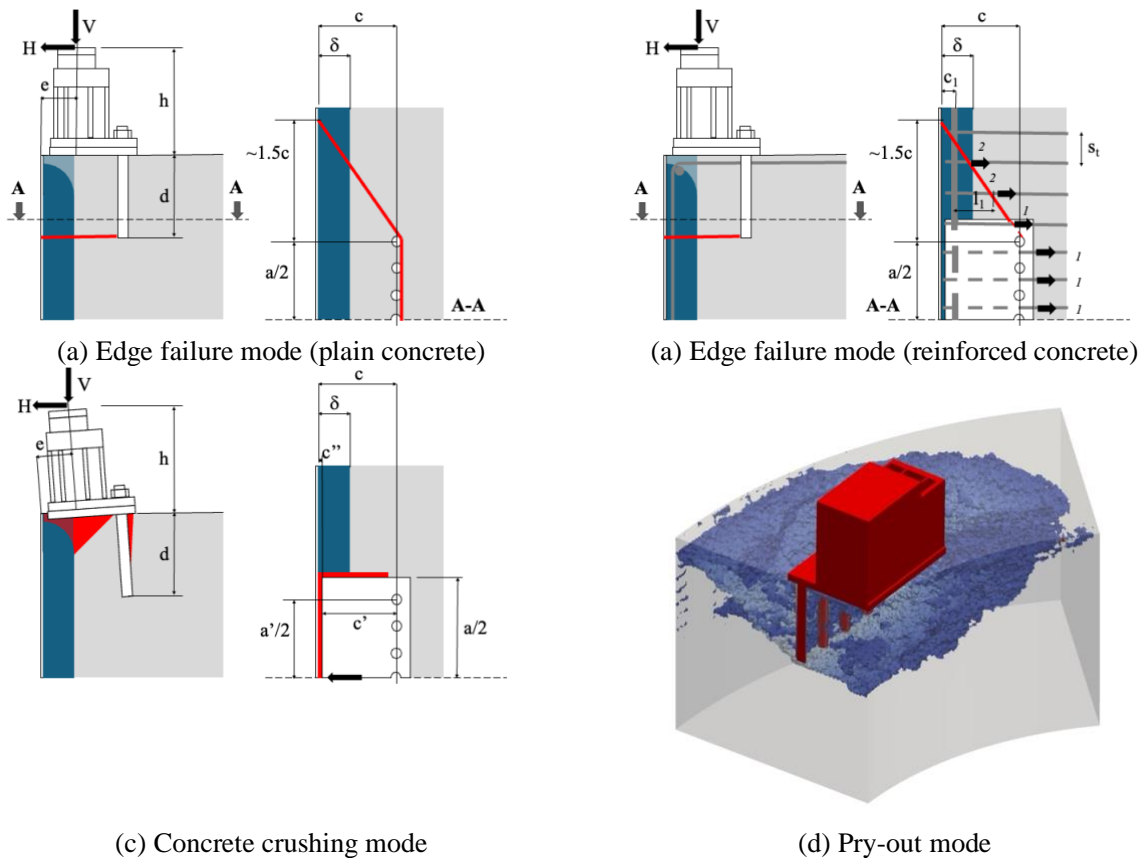 V
H
e
h
A
A
d
c
δ
~1.5c
a/2
A-A
(a) Edge failure mode (plain concrete)
V
H
c
δ
c1
~1.5c
2
2
st
A
A
l1
1
a/2
1
1
A-A
1
(a) Edge failure mode (reinforced concrete)
V
H
e
h
d
c
δ
c’’
a’/2
c’
a/2
(c) Concrete crushing mode
(d) Pry-out mode